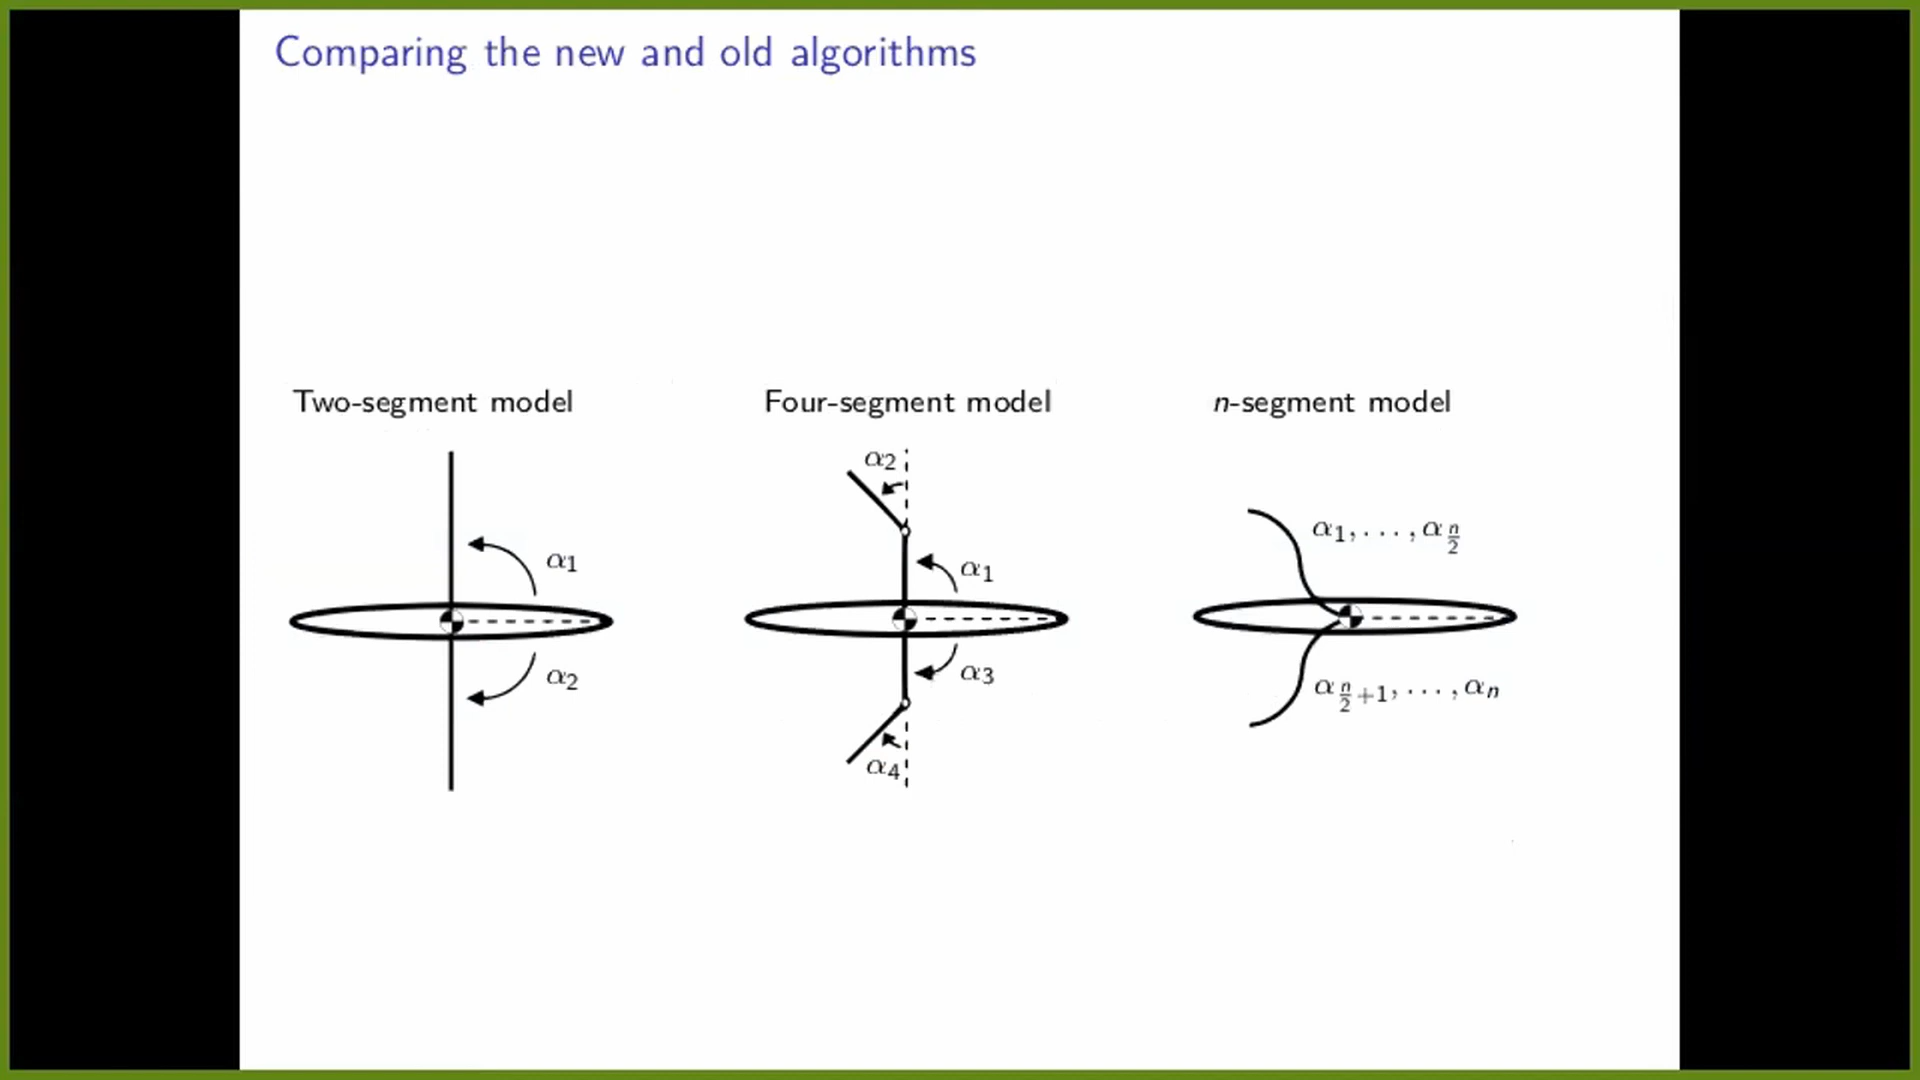 Comparing the new and old algorithms
Two-segment model
α1
α2
Four-segment model
α2
α1
α3
α4
n-segment model
α1, . . . , αn/2
αn/2+1, . . . , αn